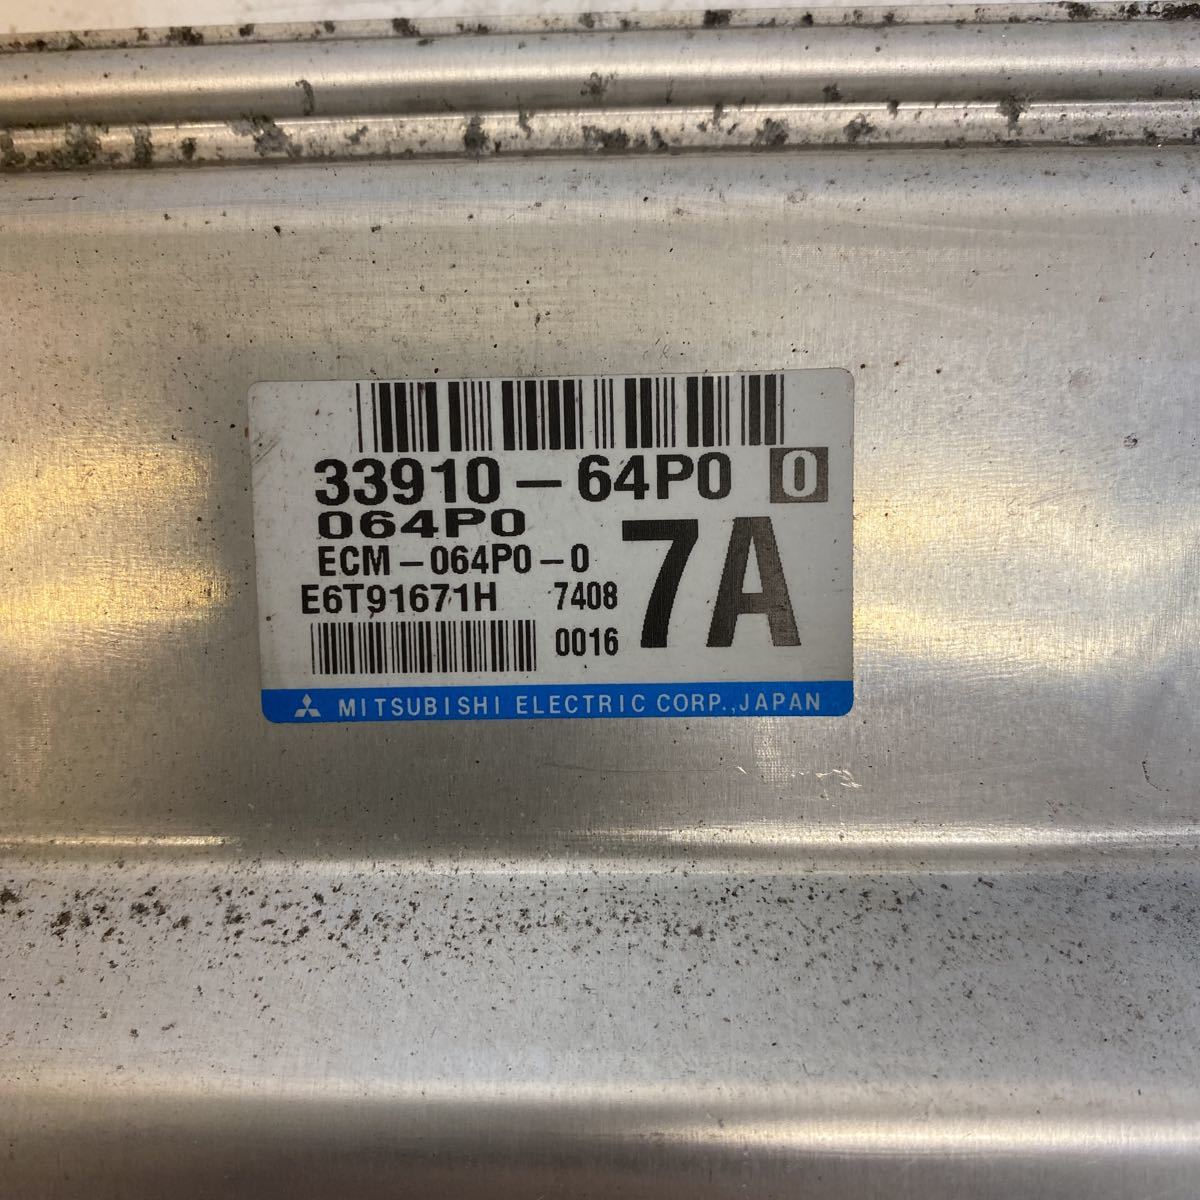 33910-64P0 0
064P0
ECM-064P0-0
7A
E6T91671H 7408
0016
MITSUBISHI ELECTRIC CORP.,JAPAN